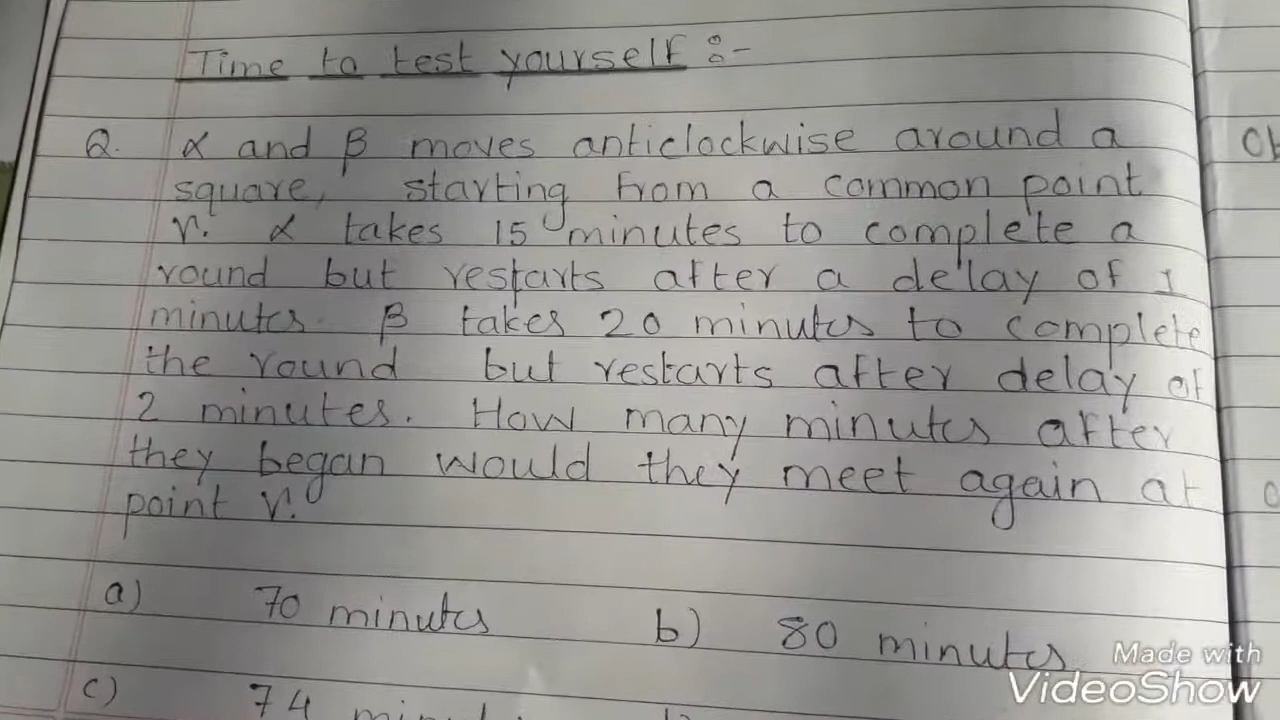 Time to test yourself :-
Q. α and β moves anticlockwise around a
square, starting from a common point
r. α takes 15 minutes to complete a
round but restarts after a delay of 1
minutes. β takes 20 minutes to complete
the round but restarts after delay of
2 minutes. How many minutes after
they began would they meet again at
point r.
a) 70 minutes b) 80 minutes
c) 74
Made with
VideoShow